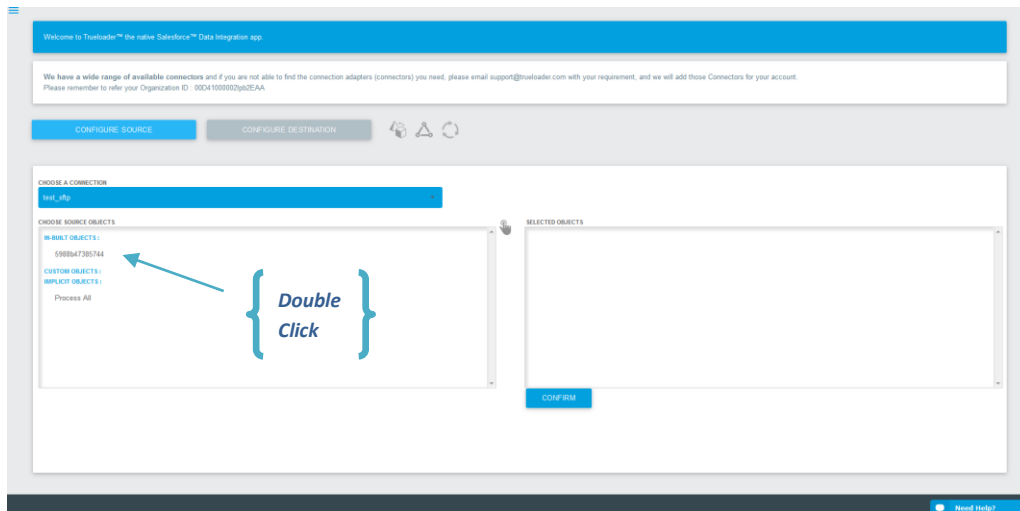 Welcome to Trueloader™ the native Salesforce™ Data Integration app.
We have a wide range of available connectors and if you are not able to find the connection adapters (connectors) you need, please email support@trueloader.com with your requirement, and we will add those Connectors for your account.
Please remember to refer your Organization ID : 00D41000002Ipb2EAA
CONFIGURE SOURCE
CONFIGURE DESTINATION
CHOOSE A CONNECTION
test_sftp
CHOOSE SOURCE OBJECTS
SELECTED OBJECTS
IN-BUILT OBJECTS :
5988b47385744
CUSTOM OBJECTS :
IMPLICIT OBJECTS :
Process All
Double
Click
CONFIRM
Need Help?